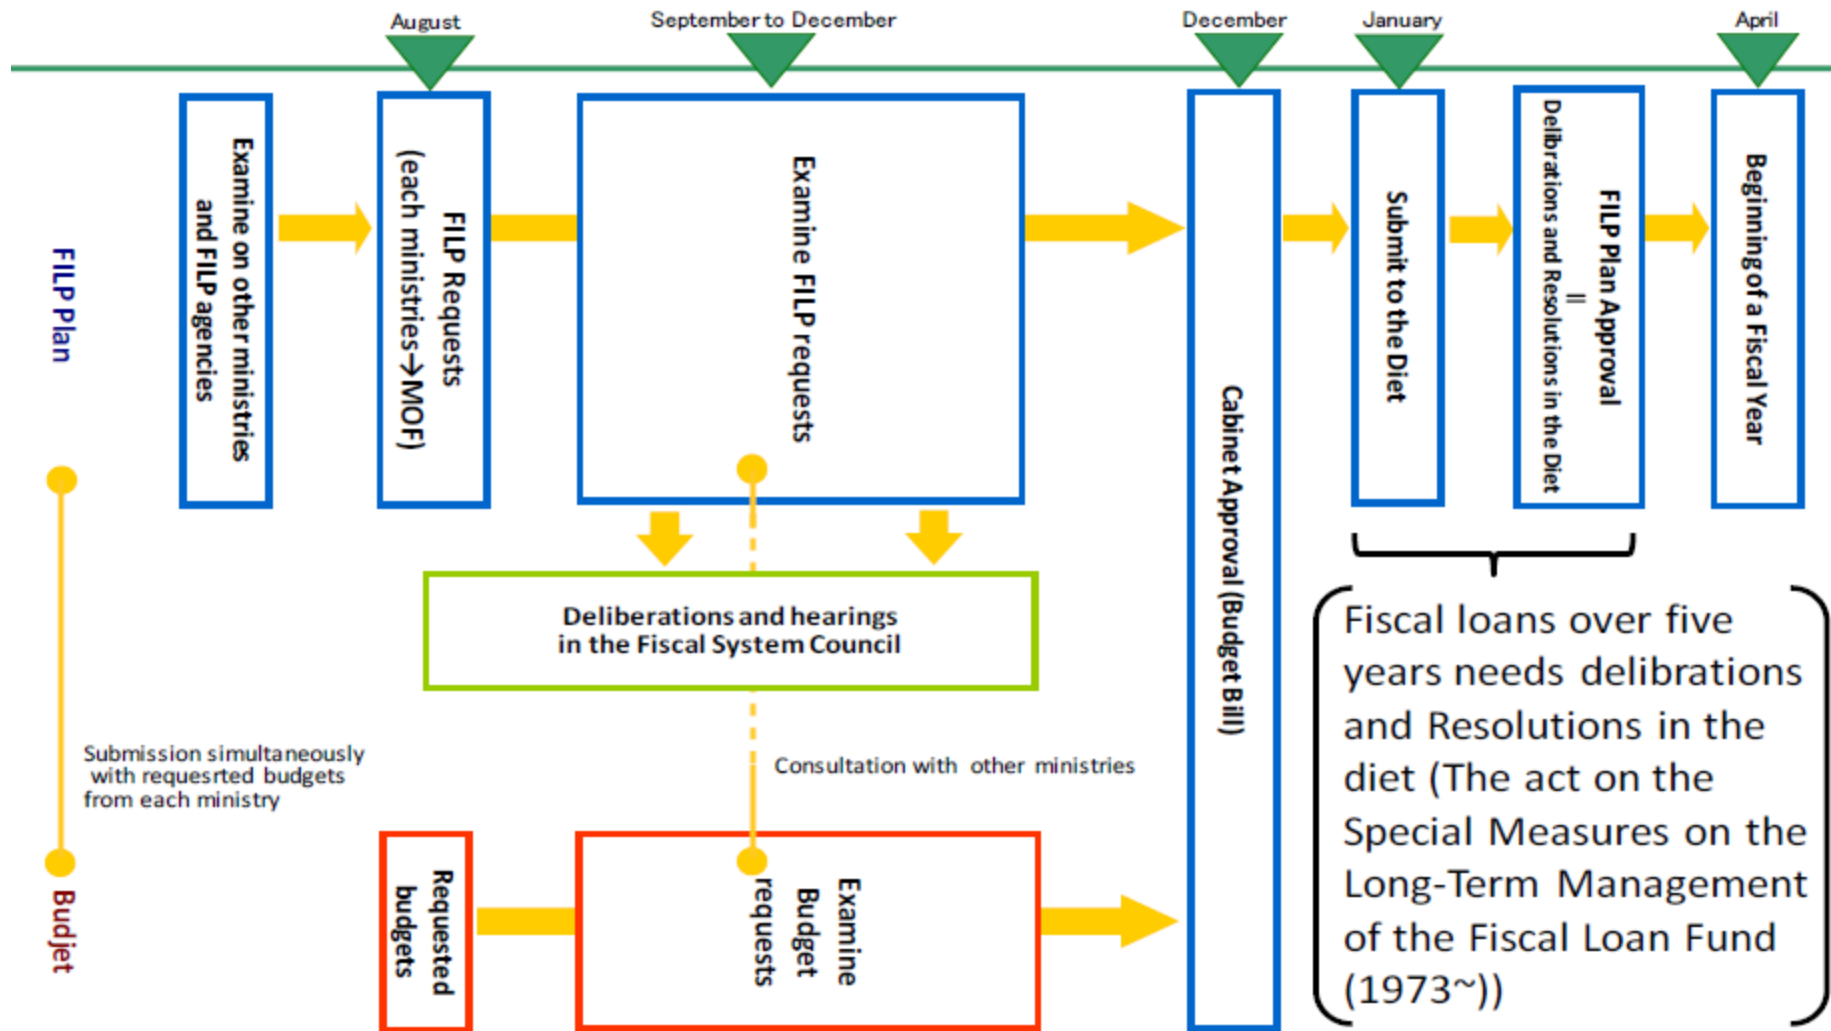 August
September to December
December
January
April
FILP Plan
Examine on other ministries
and FILP agencies
FILP Requests
(each ministries→MOF)
Examine FILP requests
Cabinet Approval (Budget Bill)
Submit to the Diet
FILP Plan Approval
=
Delibrations and Resolutions in the Diet
Beginning of a Fiscal Year
Deliberations and hearings
in the Fiscal System Council
Submission simultaneously
with requesrted budgets
from each ministry
Consultation with other ministries
Budjet
Requested
budgets
Examine
Budget
requests
Fiscal loans over five
years needs delibrations
and Resolutions in the
diet (The act on the
Special Measures on the
Long-Term Management
of the Fiscal Loan Fund
(1973~))